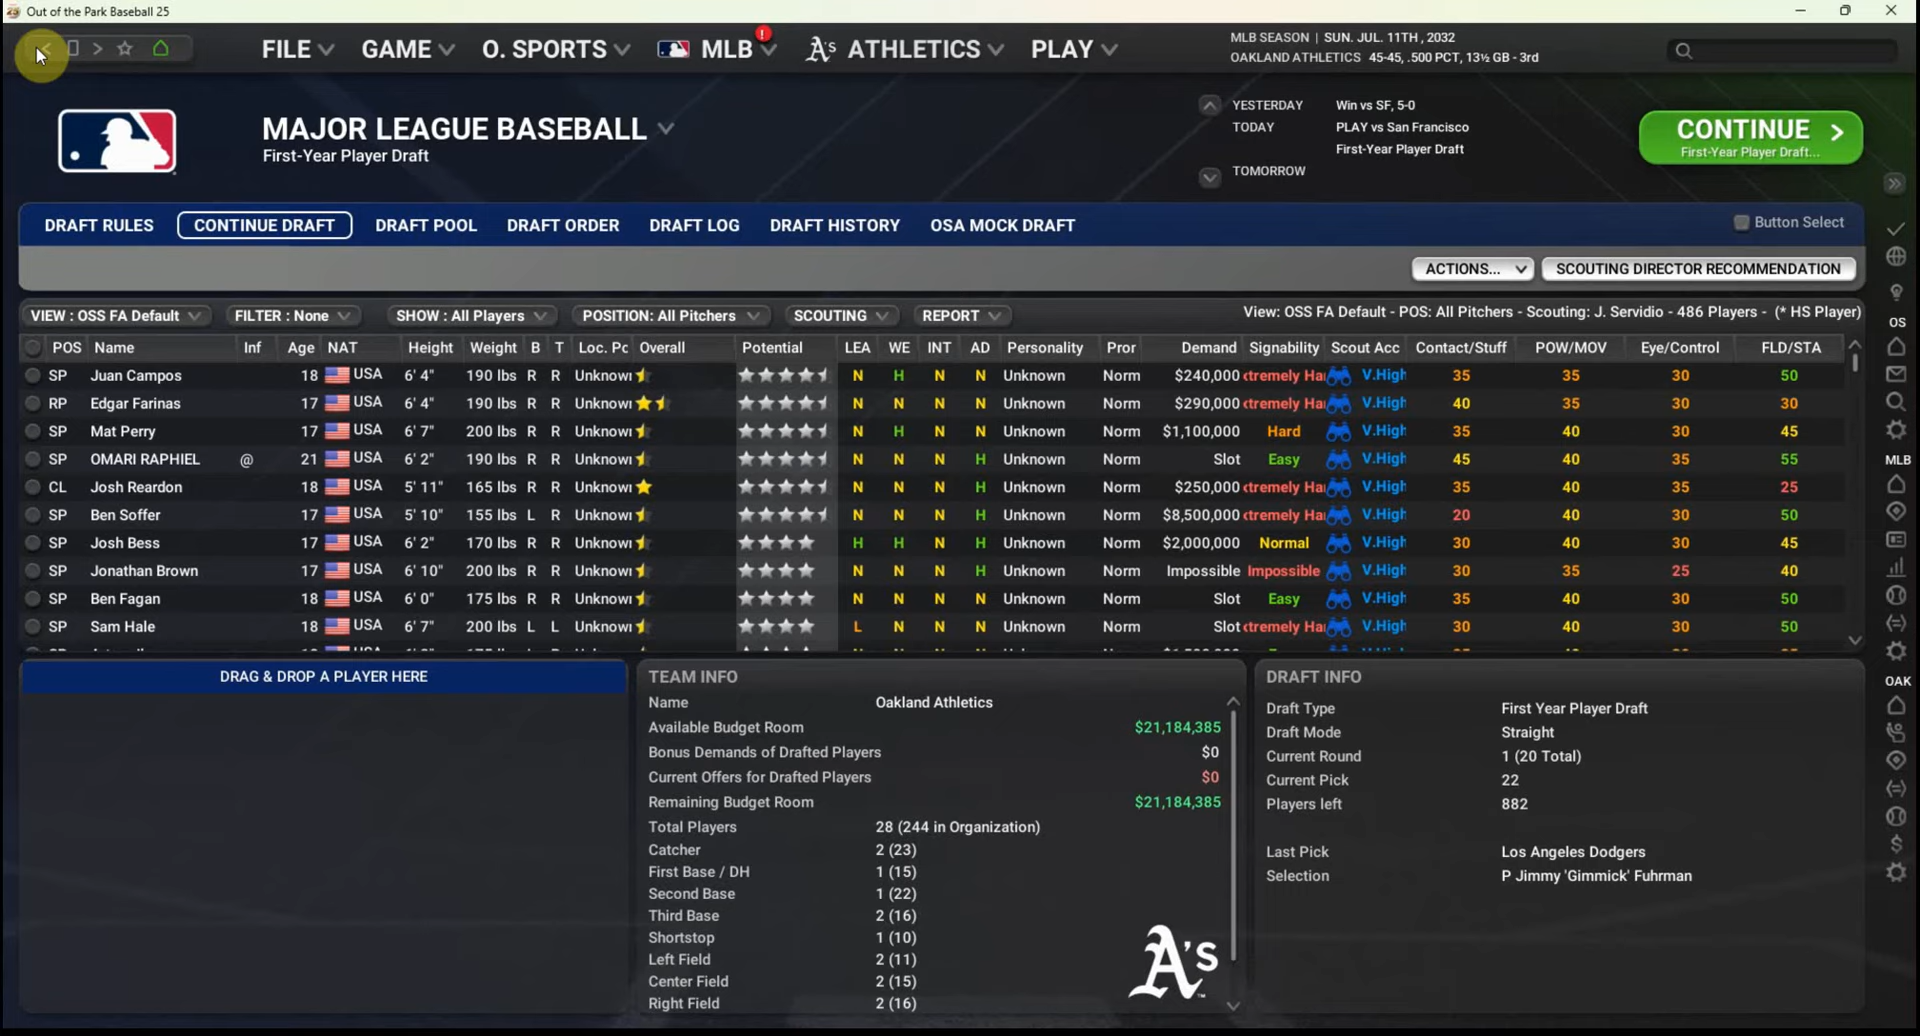 Out of the Park Baseball 25
FILE GAME O. SPORTS MLB ! A's ATHLETICS PLAY
MLB SEASON | SUN. JUL. 11TH , 2032
OAKLAND ATHLETICS 45-45, .500 PCT, 13½ GB - 3rd
MAJOR LEAGUE BASEBALL
First-Year Player Draft
YESTERDAY Win vs SF, 5-0
TODAY PLAY vs San Francisco
First-Year Player Draft
TOMORROW
CONTINUE
First-Year Player Draft...
DRAFT RULES CONTINUE DRAFT DRAFT POOL DRAFT ORDER DRAFT LOG DRAFT HISTORY OSA MOCK DRAFT Button Select
ACTIONS... SCOUTING DIRECTOR RECOMMENDATION
VIEW : OSS FA Default FILTER : None SHOW : All Players POSITION: All Pitchers SCOUTING REPORT View: OSS FA Default - POS: All Pitchers - Scouting: J. Servidio - 486 Players - (* HS Player)
POS Name Inf Age NAT Height Weight B T Loc. Pc Overall Potential LEA WE INT AD Personality Pror Demand Signability Scout Acc Contact/Stuff POW/MOV Eye/Control FLD/STA
SP Juan Campos 18 USA 6' 4" 190 lbs R R Unknow N H N N Unknown Norm $240,000 ctremely Ha V.High 35 35 30 50
RP Edgar Farinas 17 USA 6' 4" 190 lbs R R Unknow N N N N Unknown Norm $290,000 ctremely Ha V.High 40 35 30 30
SP Mat Perry 17 USA 6' 7" 200 lbs R R Unknow N H N N Unknown Norm $1,100,000 Hard V.High 35 40 30 45
SP OMARI RAPHIEL @ 21 USA 6' 2" 190 lbs R R Unknow N N N H Unknown Norm Slot Easy V.High 45 40 35 55
CL Josh Reardon 18 USA 5' 11" 165 lbs R R Unknow N N N H Unknown Norm $250,000 ctremely Ha V.High 35 40 35 25
SP Ben Soffer 17 USA 5' 10" 155 lbs L R Unknow N N N H Unknown Norm $8,500,000 ctremely Ha V.High 20 40 30 50
SP Josh Bess 17 USA 6' 2" 170 lbs R R Unknow H H N H Unknown Norm $2,000,000 Normal V.High 30 40 30 45
SP Jonathan Brown 17 USA 6' 10" 200 lbs R R Unknow N N N H Unknown Norm Impossible Impossible V.High 30 35 25 40
SP Ben Fagan 18 USA 6' 0" 175 lbs R R Unknow N N N N Unknown Norm Slot Easy V.High 35 40 30 50
SP Sam Hale 18 USA 6' 7" 200 lbs L L Unknow L N N N Unknown Norm Slot ctremely Ha V.High 30 40 30 50
OS
MLB
OAK
DRAG & DROP A PLAYER HERE
TEAM INFO
Name Oakland Athletics
Available Budget Room $21,184,385
Bonus Demands of Drafted Players $0
Current Offers for Drafted Players $0
Remaining Budget Room $21,184,385
Total Players 28 (244 in Organization)
Catcher 2 (23)
First Base / DH 1 (15)
Second Base 1 (22)
Third Base 2 (16)
Shortstop 1 (10)
Left Field 2 (11)
Center Field 2 (15)
Right Field 2 (16)
A's
DRAFT INFO
Draft Type First Year Player Draft
Draft Mode Straight
Current Round 1 (20 Total)
Current Pick 22
Players left 882
Last Pick Los Angeles Dodgers
Selection P Jimmy 'Gimmick' Fuhrman